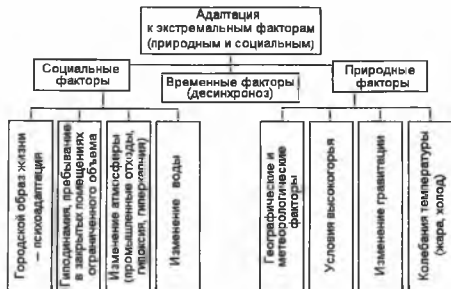 Адаптация
к экстремальным факторам
(природным и социальным)
Социальные
факторы
Временные факторы
(десинхроноз)
Природные
факторы
Городской образ жизни
– психоадаптация
Гиподинамия, пребывание
в закрытых помещениях
ограниченного объема
Изменение атмосферы
(промышленные отходы,
гипоксия, гиперкапния)
Изменение воды
Географические и
метеорологические
факторы
Условия высокогорья
Изменение гравитации
Колебания температуры
(жара, холод)